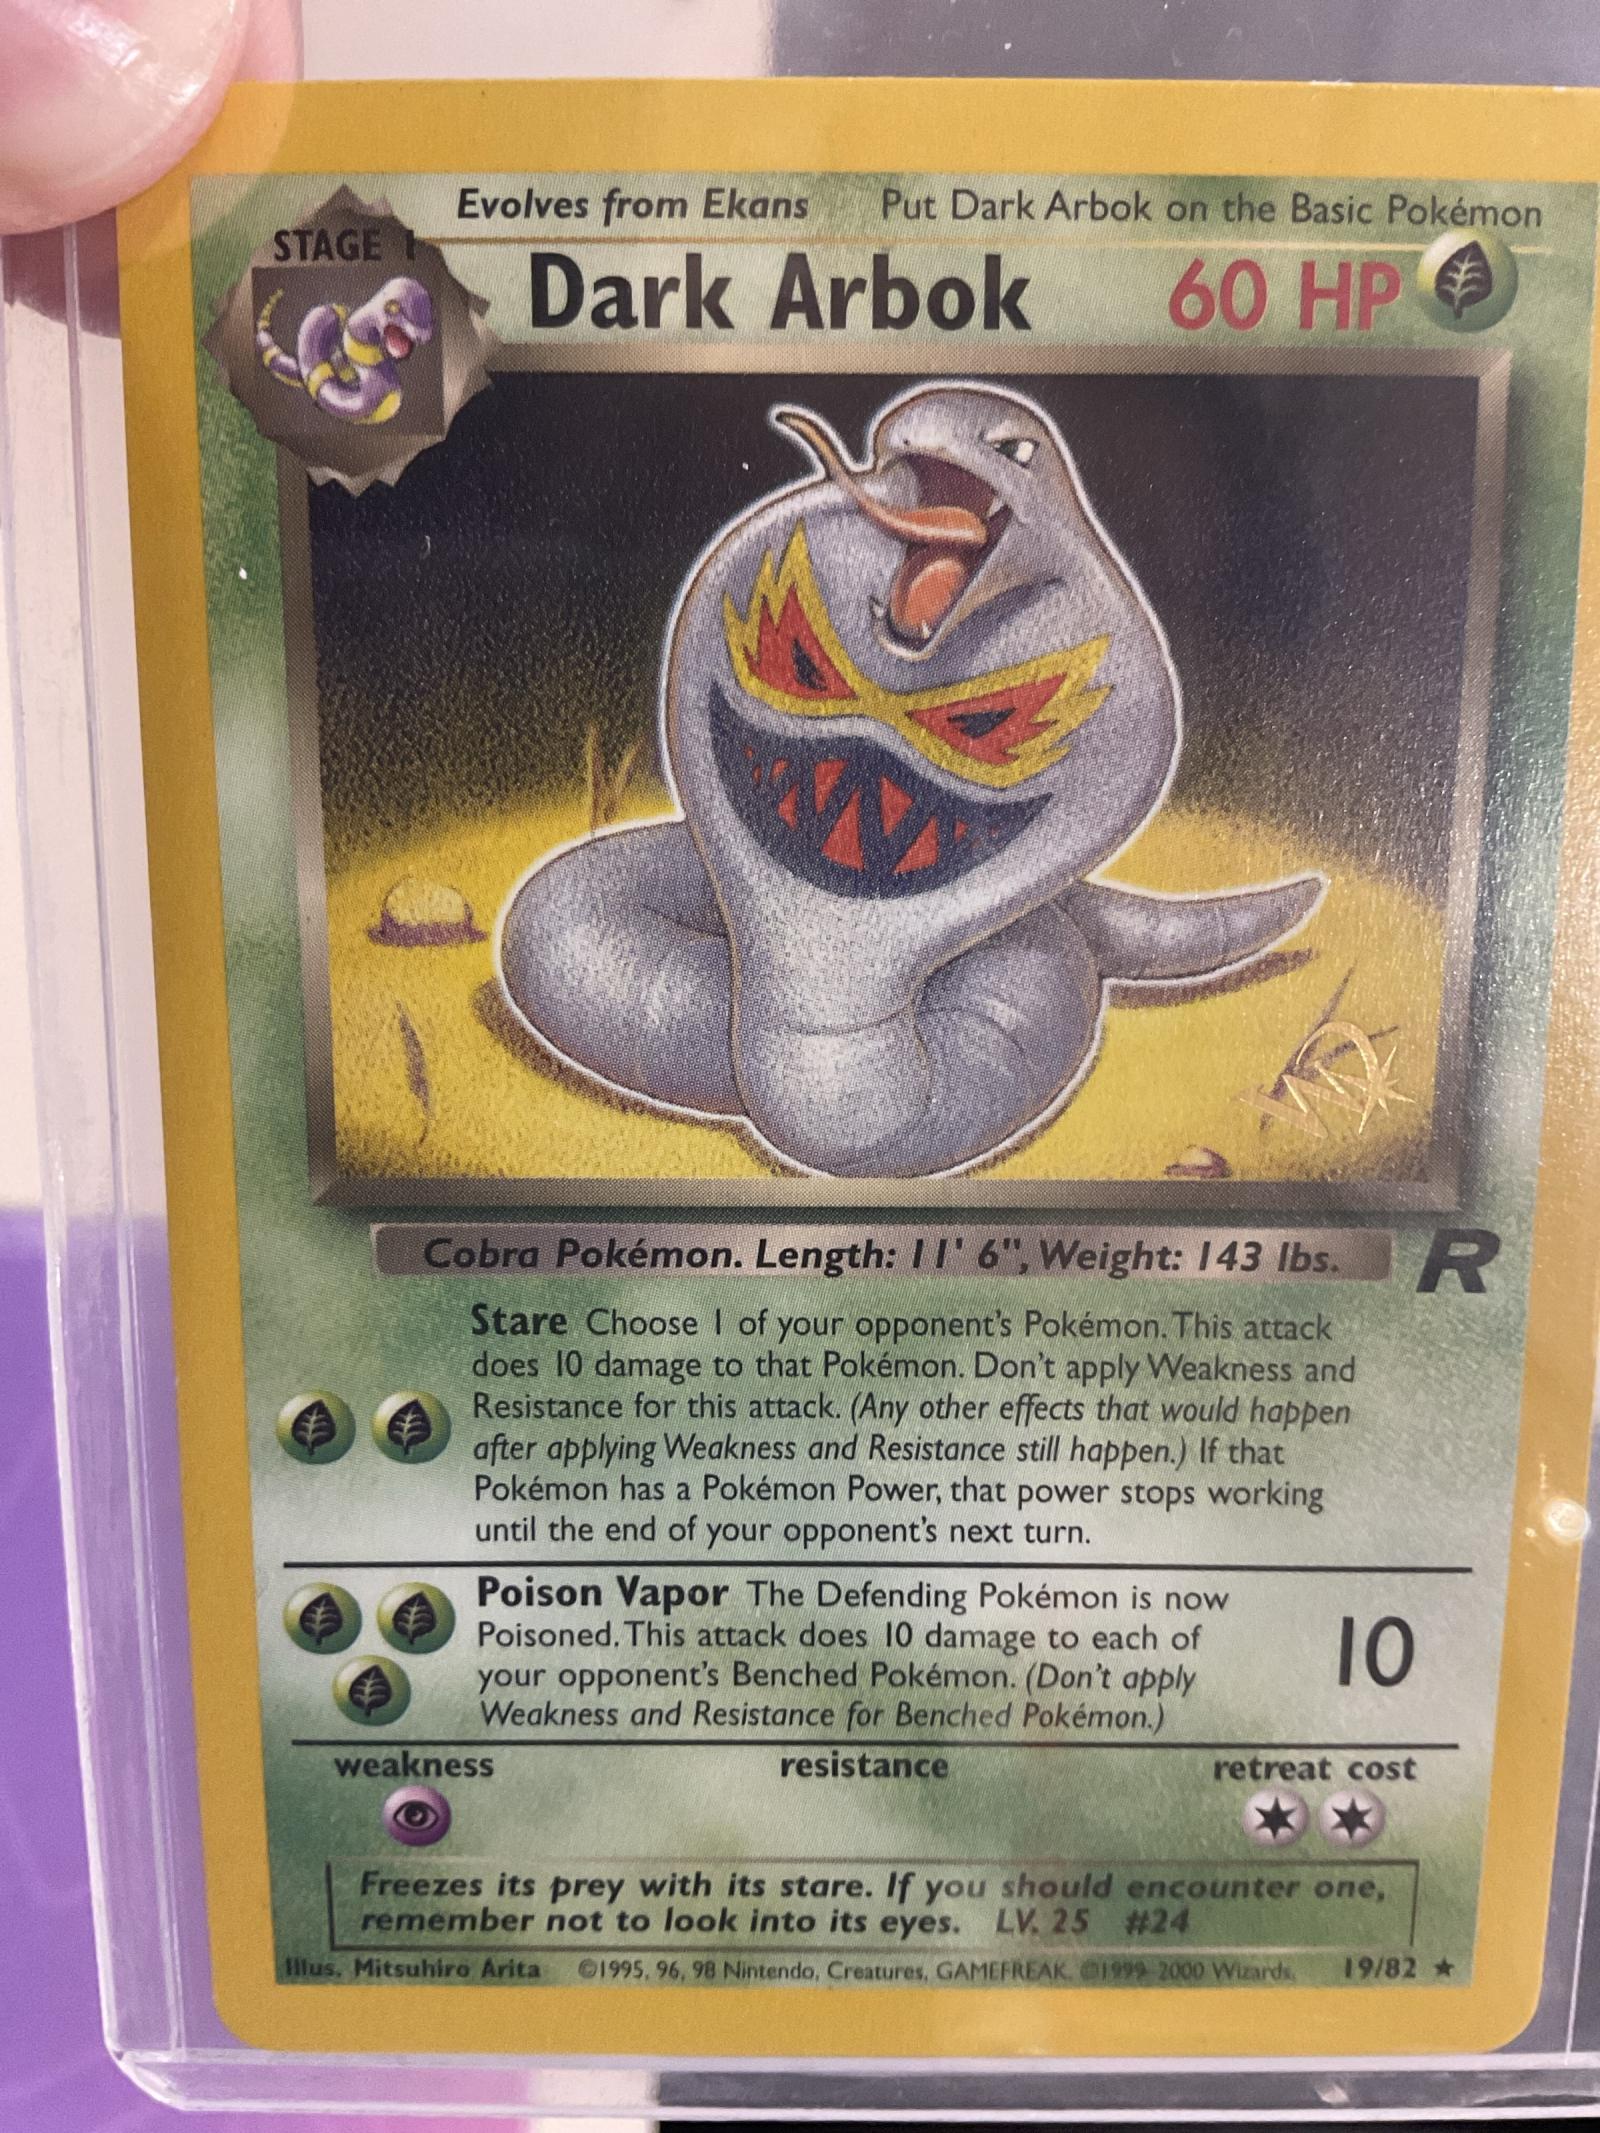 Evolves from Ekans Put Dark Arbok on the Basic Pokémon
STAGE 1
Dark Arbok 60 HP
W
Cobra Pokémon. Length: 11' 6", Weight: 143 lbs.
R
Stare Choose 1 of your opponent's Pokémon. This attack
does 10 damage to that Pokémon. Don't apply Weakness and
Resistance for this attack. (Any other effects that would happen
after applying Weakness and Resistance still happen.) If that
Pokémon has a Pokémon Power, that power stops working
until the end of your opponent's next turn.
Poison Vapor The Defending Pokémon is now
Poisoned. This attack does 10 damage to each of
your opponent's Benched Pokémon. (Don't apply
Weakness and Resistance for Benched Pokémon.)
10
weakness resistance retreat cost
Freezes its prey with its stare. If you should encounter one,
remember not to look into its eyes. LV. 25 #24
Illus. Mitsuhiro Arita ©1995, 96, 98 Nintendo, Creatures, GAMEFREAK. ©1999-2000 Wizards. 19/82 ★